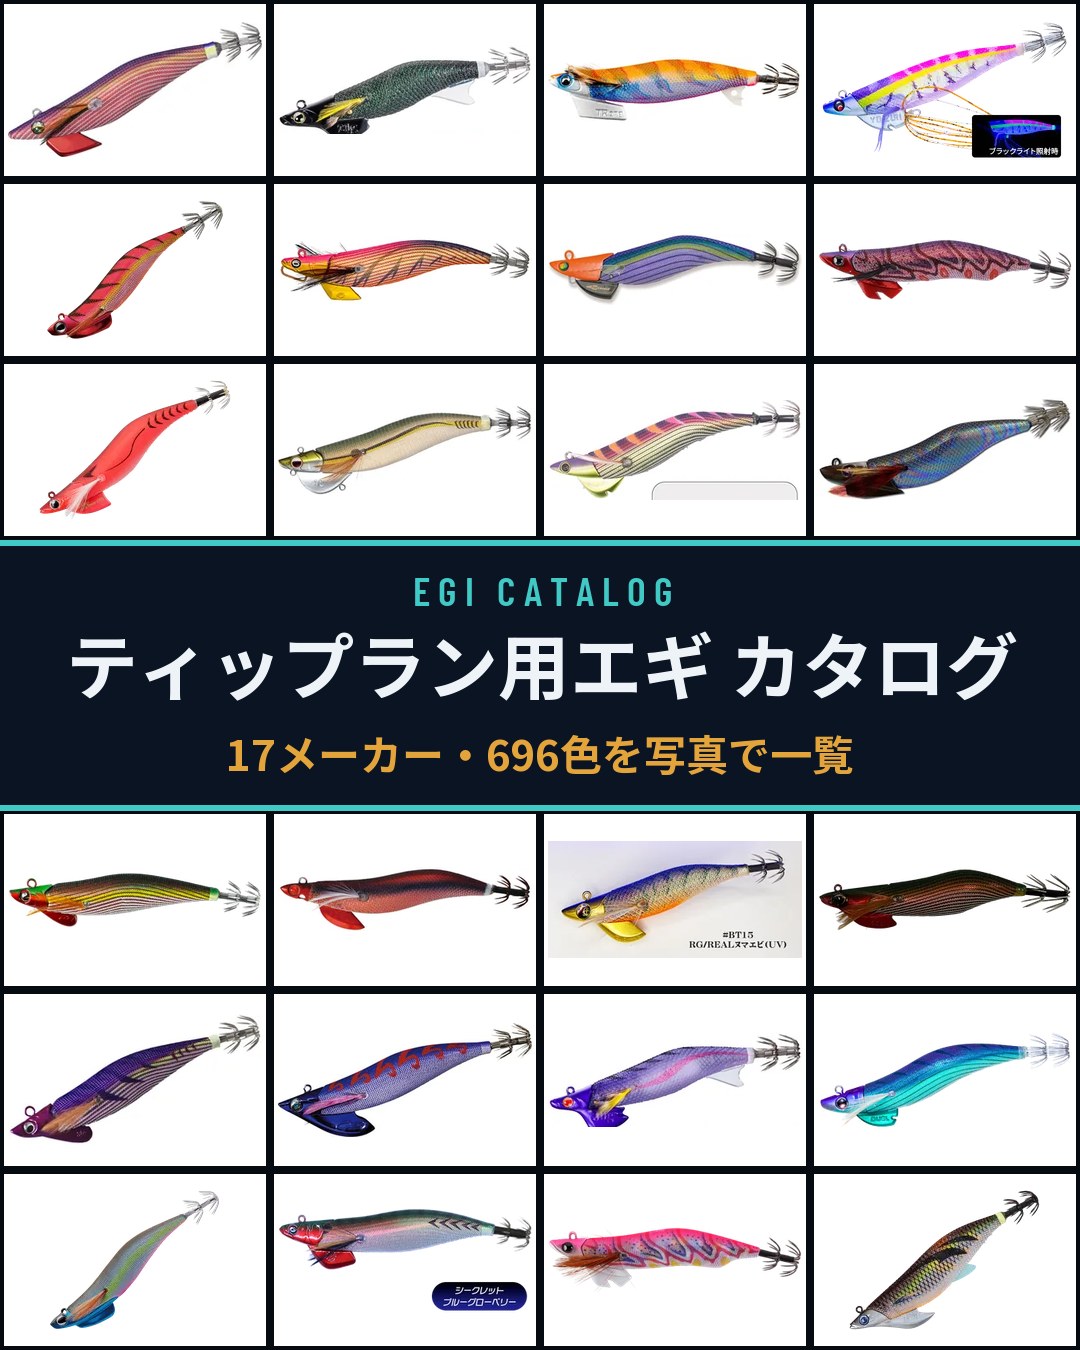 ブラックライト照射時
EGI CATALOG
ティップラン用エギ カタログ
17メーカー・696色を写真で一覧
#BT15
RG/REALヌマエビ(UV)
DUEL
シークレット
ブルーグローベリー